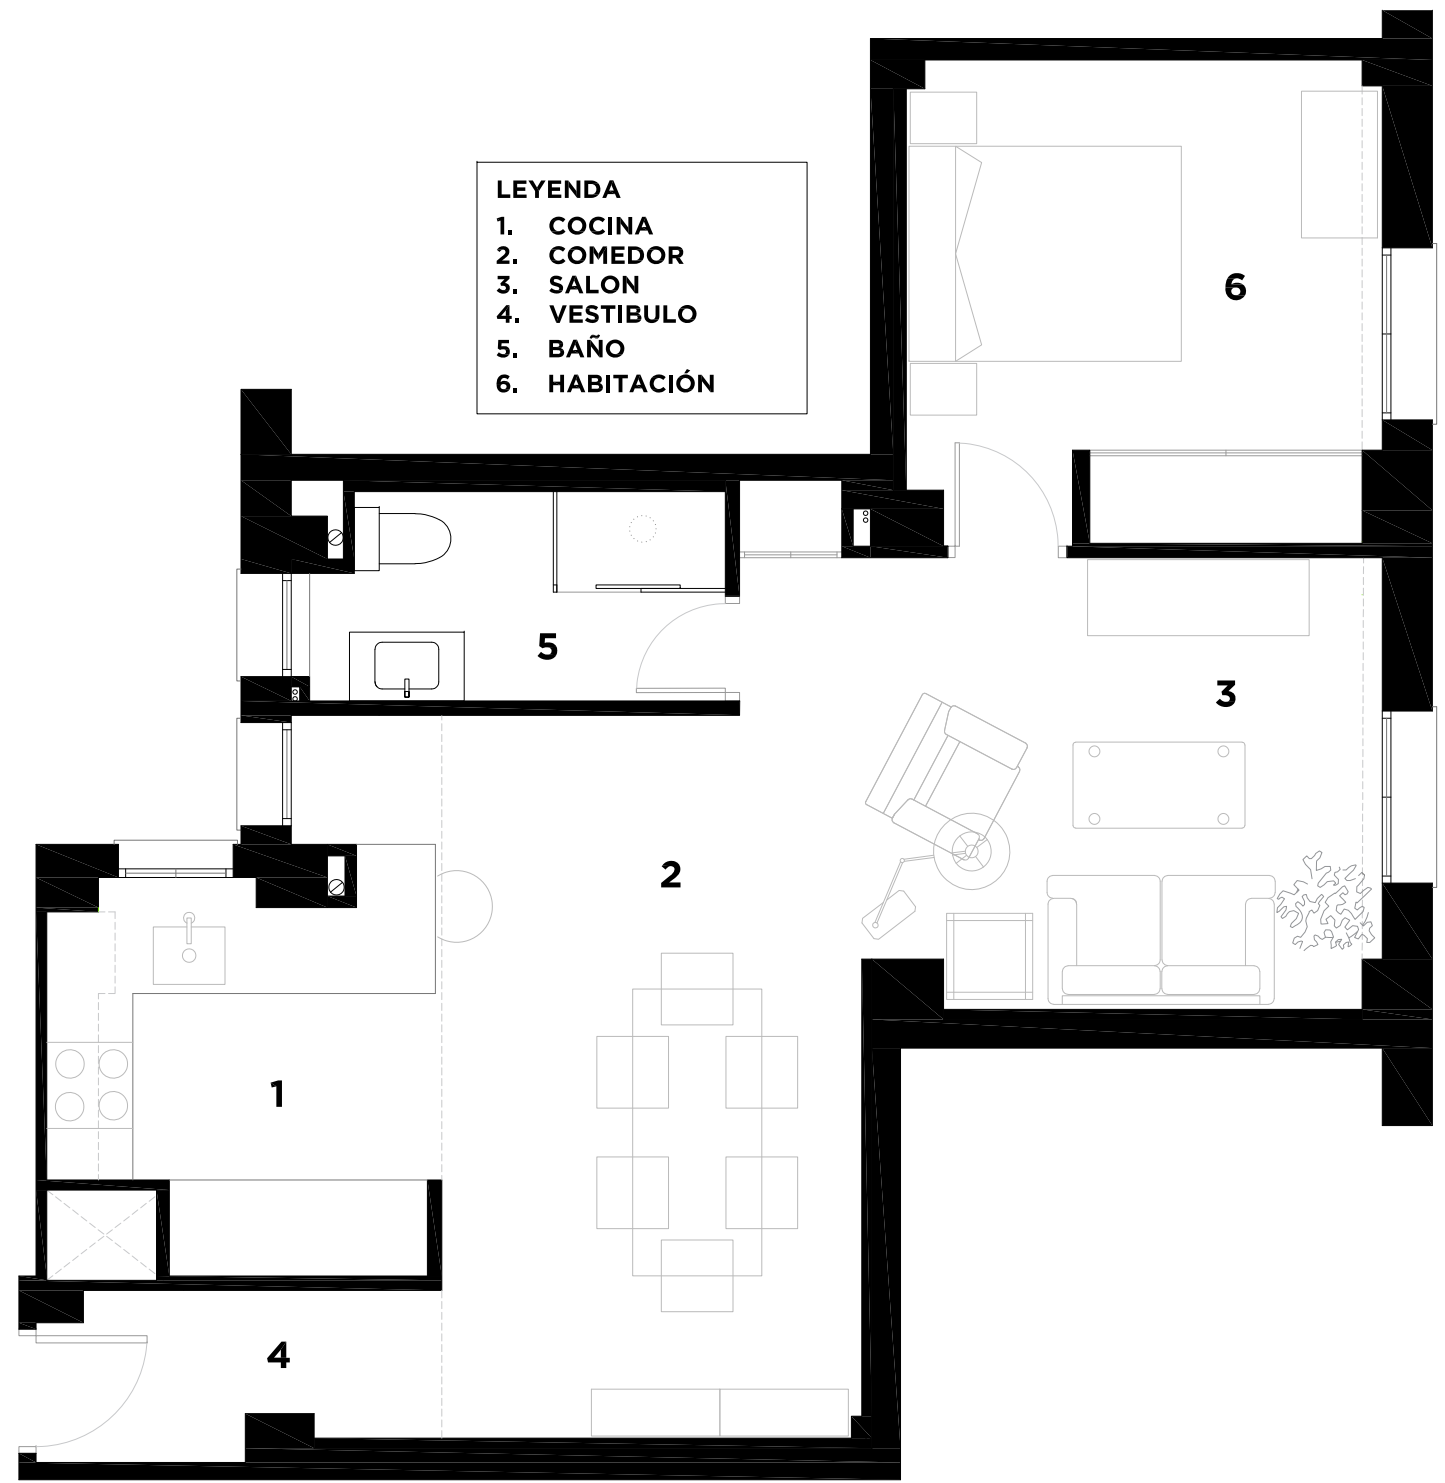 LEYENDA
1. COCINA
2. COMEDOR
3. SALON
4. VESTIBULO
5. BAÑO
6. HABITACIÓN
6
5
3
2
1
4